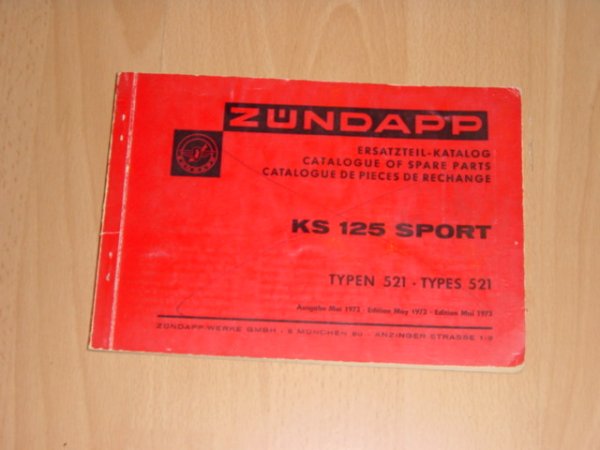 ZÜNDAPP
ERSATZTEIL-KATALOG
CATALOGUE OF SPARE PARTS
CATALOGUE DE PIECES DE RECHANGE
KS 125 SPORT
TYPEN 521 · TYPES 521
Ausgabe Mai 1973 · Edition May 1973 · Edition Mai 1973
ZÜNDAPP-WERKE GMBH · 8 MÜNCHEN 80 · ANZINGER STRASSE 1-3